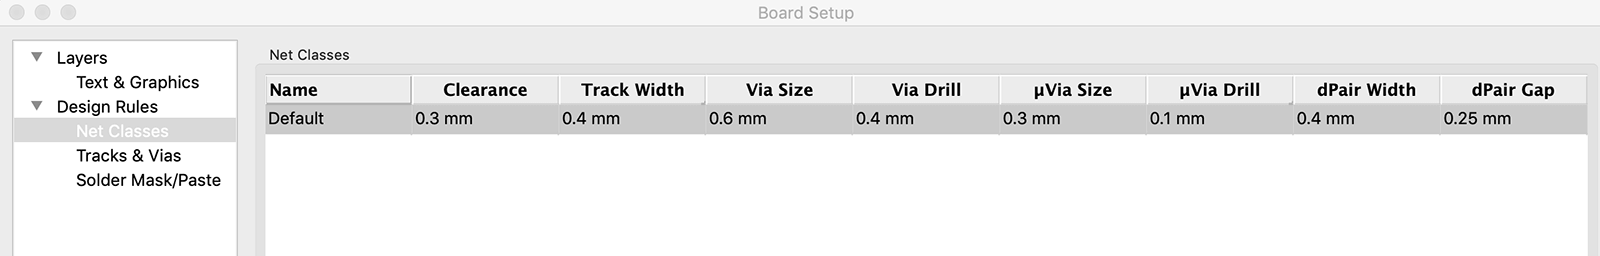 Board Setup
Layers
Text & Graphics
Design Rules
Net Classes
Tracks & Vias
Solder Mask/Paste
Net Classes
Name Clearance Track Width Via Size Via Drill µVia Size µVia Drill dPair Width dPair Gap
Default 0.3 mm 0.4 mm 0.6 mm 0.4 mm 0.3 mm 0.1 mm 0.4 mm 0.25 mm